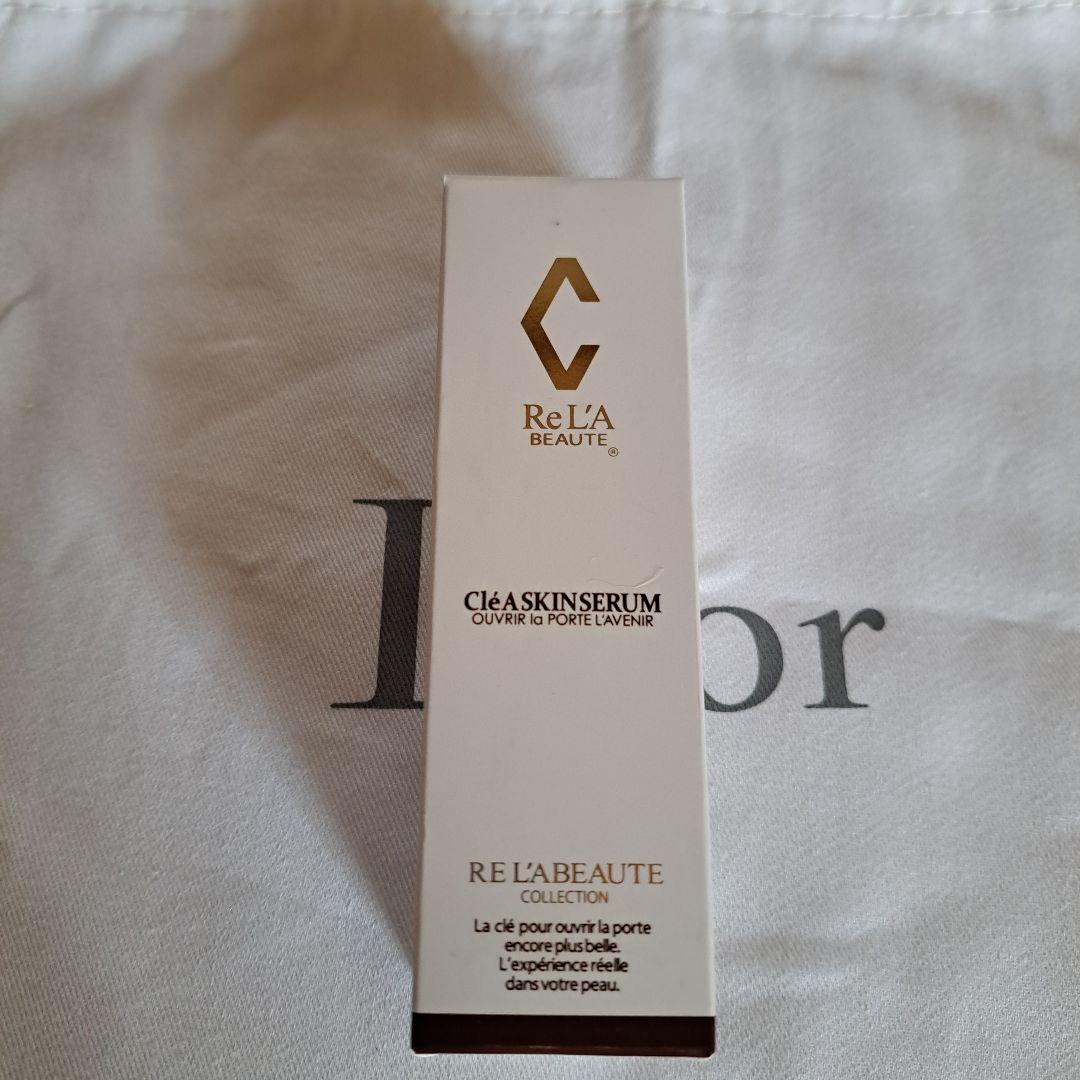 C
ReL'A
BEAUTE
®
CléASKINSERUM
OUVRIR la PORTE L'AVENIR
or
RE L'ABEAUTE
COLLECTION
La clé pour ouvrir la porte
encore plus belle.
L'expérience réelle
dans votre peau.